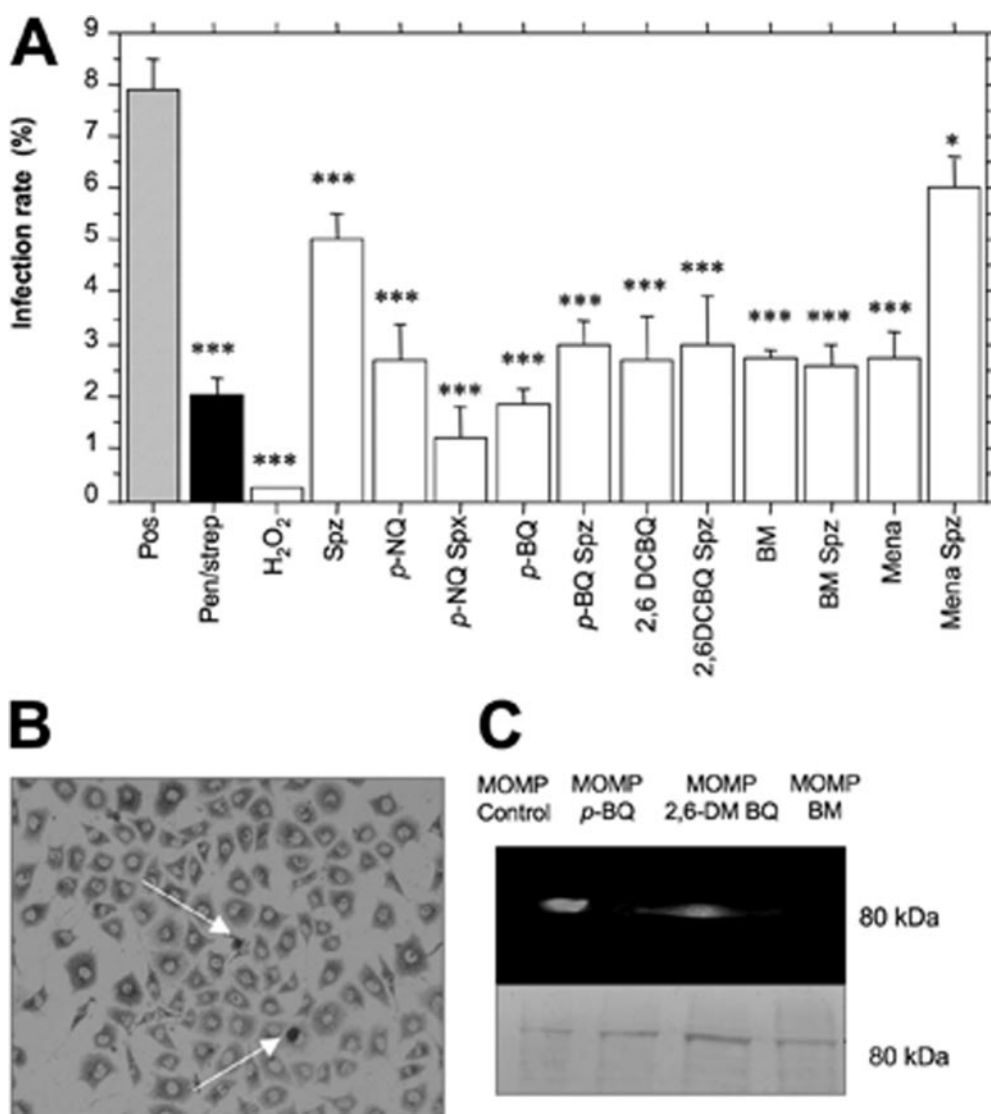 A
Infection rate (%)
9
8
7
6
5
4
3
2
1
0
***
***
***
***
***
***
***
***
***
***
***
***
*
Pos
Pen/strep
H₂O₂
Spz
p-NQ
p-NQ Spx
p-BQ
p-BQ Spz
2,6 DCBQ
2,6DCBQ Spz
BM
BM Spz
Mena
Mena Spz
B
C
MOMP MOMP MOMP MOMP
Control p-BQ 2,6-DM BQ BM
80 kDa
80 kDa